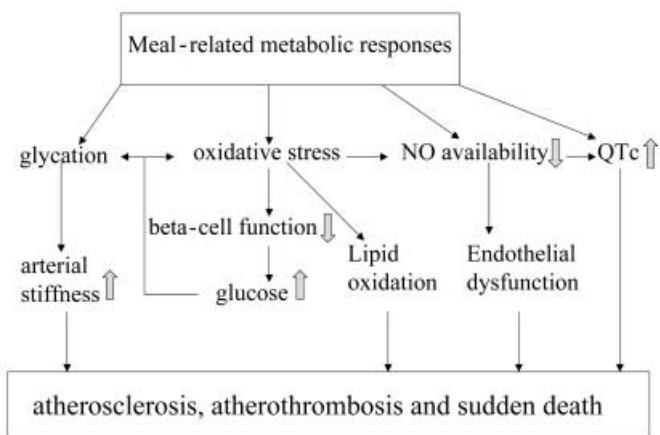 Meal-related metabolic responses
glycation
oxidative stress
NO availability
QTc
beta-cell function
arterial
stiffness
glucose
Lipid
oxidation
Endothelial
dysfunction
atherosclerosis, atherothrombosis and sudden death